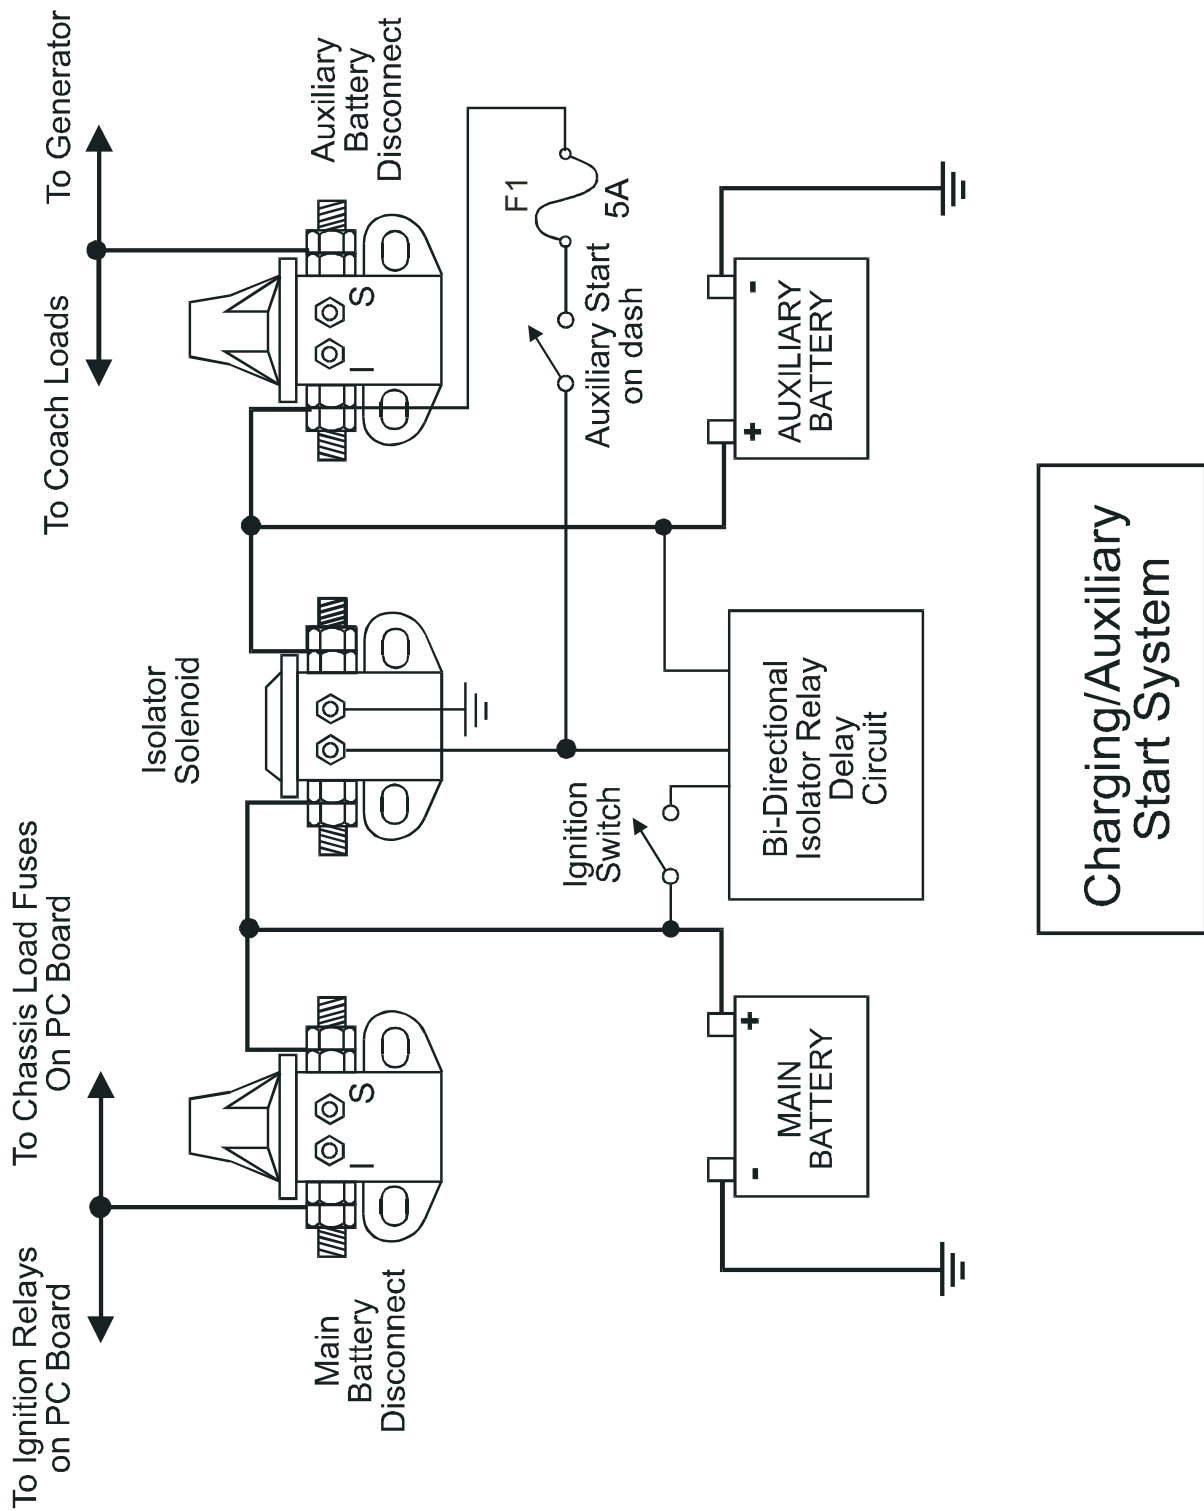 To Ignition Relays
on PC Board
To Chassis Load Fuses
On PC Board
To Coach Loads
To Generator
Main
Battery
Disconnect
I
S
Isolator
Solenoid
I
S
Auxiliary
Battery
Disconnect
F1
5A
Auxiliary Start
on dash
Ignition
Switch
-
+
MAIN
BATTERY
Bi-Directional
Isolator Relay
Delay
Circuit
+
-
AUXILIARY
BATTERY
Charging/Auxiliary
Start System